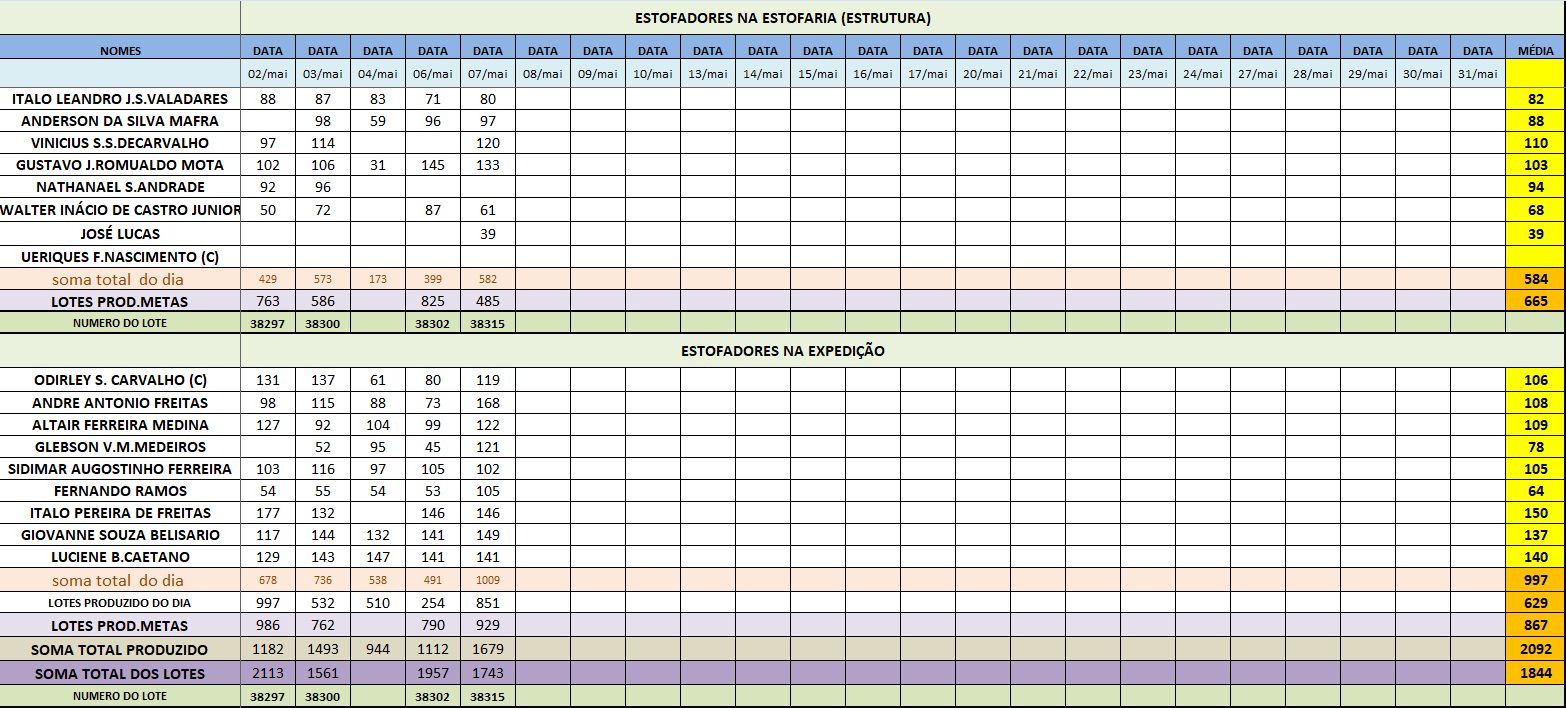 ESTOFADORES NA ESTOFARIA (ESTRUTURA)
NOMES DATA DATA DATA DATA DATA DATA DATA DATA DATA DATA DATA DATA DATA DATA DATA DATA DATA DATA DATA DATA DATA DATA DATA MÉDIA
02/mai 03/mai 04/mai 06/mai 07/mai 08/mai 09/mai 10/mai 13/mai 14/mai 15/mai 16/mai 17/mai 20/mai 21/mai 22/mai 23/mai 24/mai 27/mai 28/mai 29/mai 30/mai 31/mai
ITALO LEANDRO J.S.VALADARES 88 87 83 71 80 82
ANDERSON DA SILVA MAFRA 98 59 96 97 88
VINICIUS S.S.DECARVALHO 97 114 120 110
GUSTAVO J.ROMUALDO MOTA 102 106 31 145 133 103
NATHANAEL S.ANDRADE 92 96 94
WALTER INÁCIO DE CASTRO JUNIOR 50 72 87 61 68
JOSÉ LUCAS 39 39
UERIQUES F.NASCIMENTO (C)
soma total do dia 429 573 173 399 582 584
LOTES PROD.METAS 763 586 825 485 665
NUMERO DO LOTE 38297 38300 38302 38315
ESTOFADORES NA EXPEDIÇÃO
ODIRLEY S. CARVALHO (C) 131 137 61 80 119 106
ANDRE ANTONIO FREITAS 98 115 88 73 168 108
ALTAIR FERREIRA MEDINA 127 92 104 99 122 109
GLEBSON V.M.MEDEIROS 52 95 45 121 78
SIDIMAR AUGOSTINHO FERREIRA 103 116 97 105 102 105
FERNANDO RAMOS 54 55 54 53 105 64
ITALO PEREIRA DE FREITAS 177 132 146 146 150
GIOVANNE SOUZA BELISARIO 117 144 132 141 149 137
LUCIENE B.CAETANO 129 143 147 141 141 140
soma total do dia 678 736 538 491 1009 997
LOTES PRODUZIDO DO DIA 997 532 510 254 851 629
LOTES PROD.METAS 986 762 790 929 867
SOMA TOTAL PRODUZIDO 1182 1493 944 1112 1679 2092
SOMA TOTAL DOS LOTES 2113 1561 1957 1743 1844
NUMERO DO LOTE 38297 38300 38302 38315